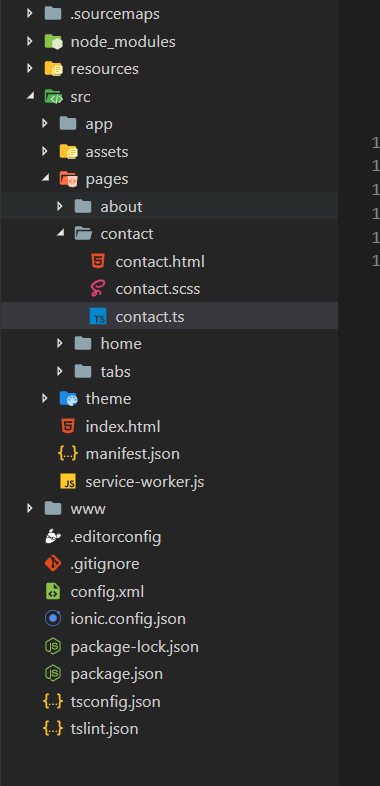 .sourcemaps
node_modules
resources
src
app
assets
pages
about
contact
contact.html
contact.scss
contact.ts
home
tabs
theme
index.html
manifest.json
service-worker.js
www
.editorconfig
.gitignore
config.xml
ionic.config.json
package-lock.json
package.json
tsconfig.json
tslint.json